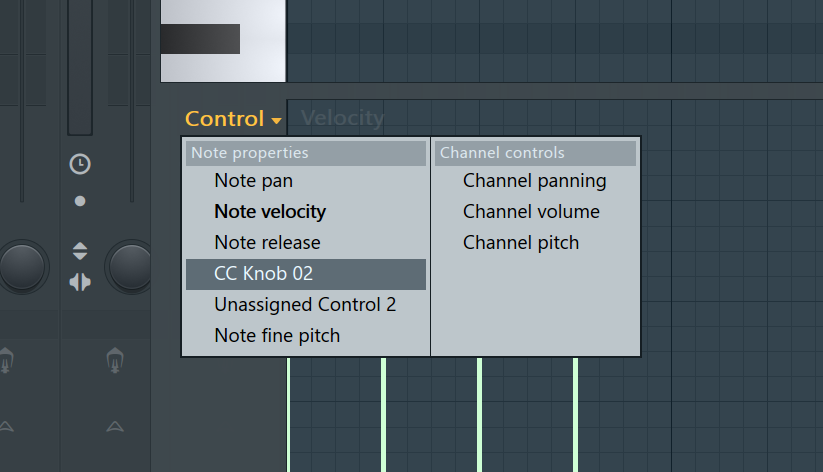 Control Velocity
Note properties
Note pan
Note velocity
Note release
CC Knob 02
Unassigned Control 2
Note fine pitch
Channel controls
Channel panning
Channel volume
Channel pitch